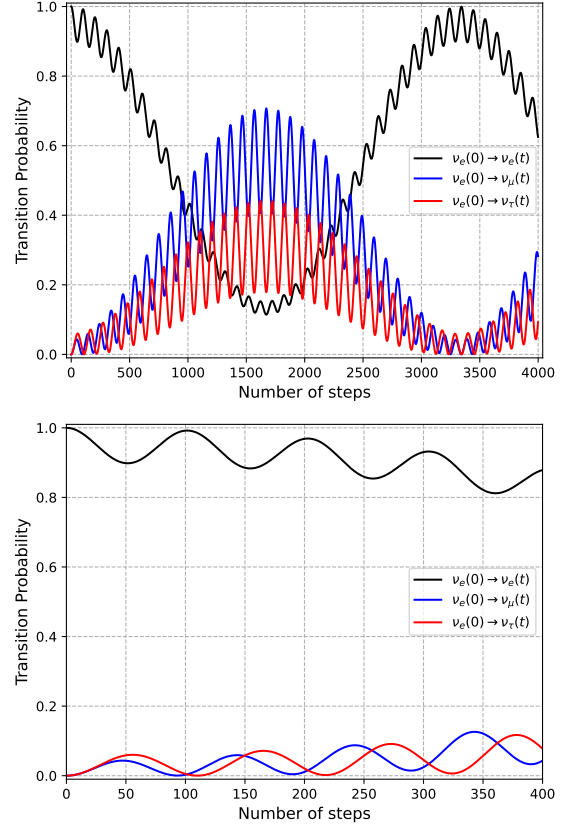 1.0
0.8
0.6
0.4
0.2
0.0
Transition Probability
νe(0) → νe(t)
νe(0) → νμ(t)
νe(0) → ντ(t)
0 500 1000 1500 2000 2500 3000 3500 4000
Number of steps
1.0
0.8
0.6
0.4
0.2
0.0
Transition Probability
νe(0) → νe(t)
νe(0) → νμ(t)
νe(0) → ντ(t)
0 50 100 150 200 250 300 350 400
Number of steps